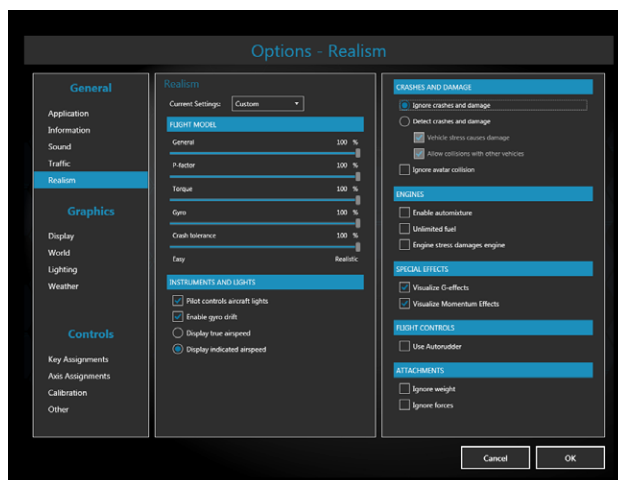 Options - Realism
General
Application
Information
Sound
Traffic
Realism
Graphics
Display
World
Lighting
Weather
Controls
Key Assignments
Axis Assignments
Calibration
Other
Realism
Current Settings: Custom
FLIGHT MODEL
General 100 %
P-factor 100 %
Torque 100 %
Gyro 100 %
Crash tolerance 100 %
Easy Realistic
INSTRUMENTS AND LIGHTS
Pilot controls aircraft lights
Enable gyro drift
Display true airspeed
Display indicated airspeed
CRASHES AND DAMAGE
Ignore crashes and damage
Detect crashes and damage
Vehicle stress causes damage
Allow collisions with other vehicles
Ignore avatar collision
ENGINES
Enable automixture
Unlimited fuel
Engine stress damages engine
SPECIAL EFFECTS
Visualize G-effects
Visualize Momentum Effects
FLIGHT CONTROLS
Use Autorudder
ATTACHMENTS
Ignore weight
Ignore forces
Cancel OK